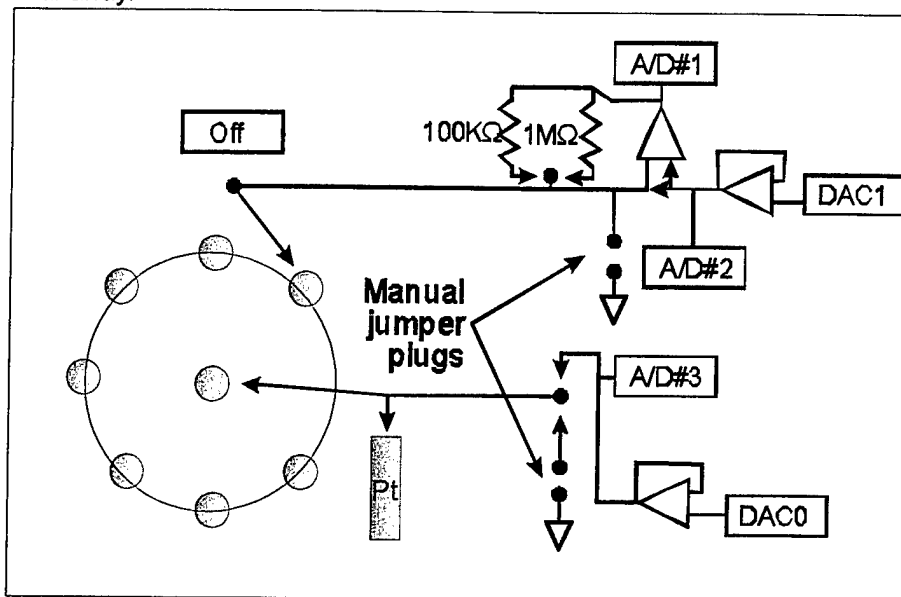 A/D#1
100KΩ
1MΩ
Off
DAC1
A/D#2
Manual
jumper
plugs
A/D#3
Pt
DAC0